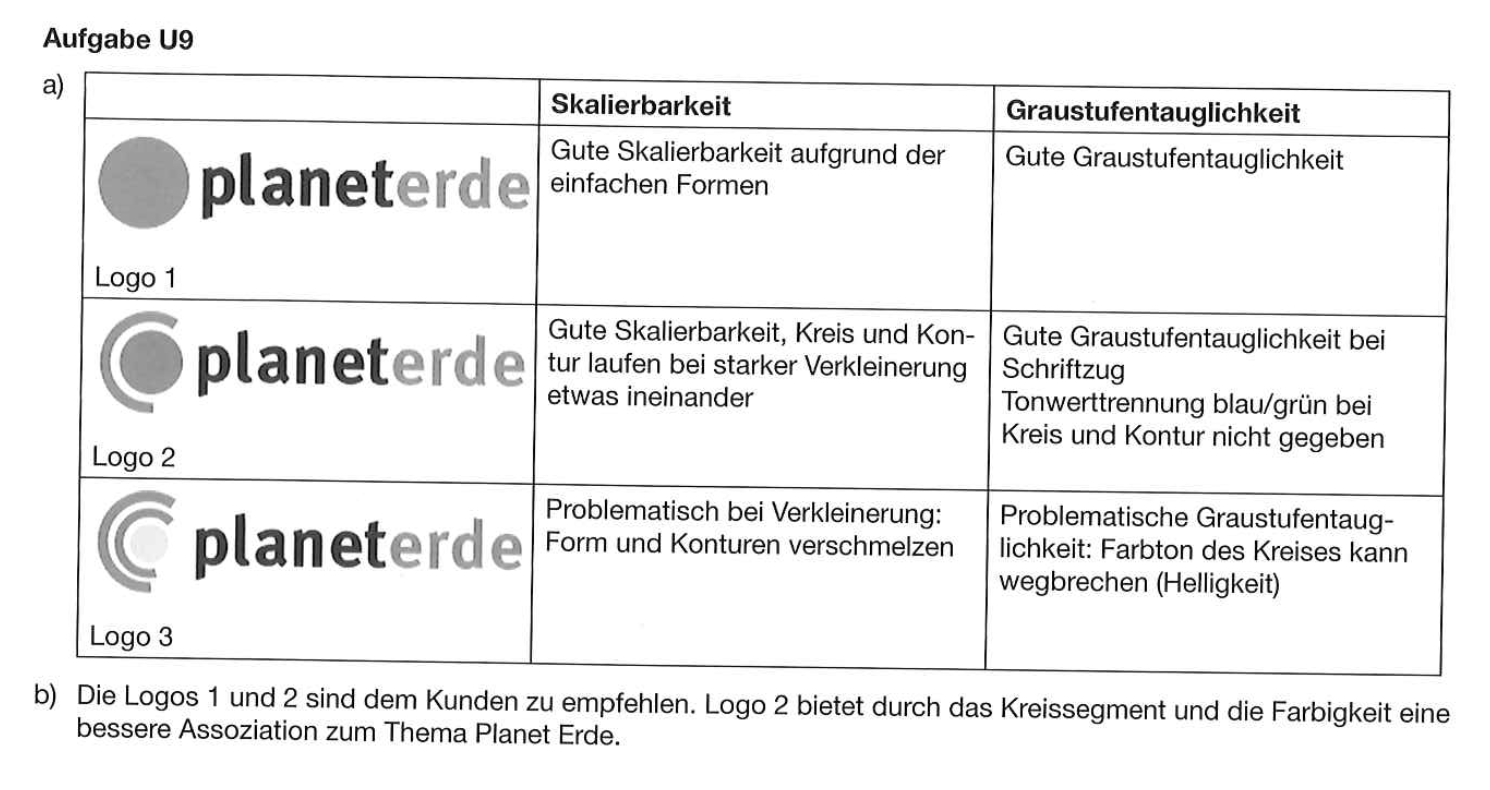 Aufgabe U9
a)
Skalierbarkeit
Graustufentauglichkeit
planeterde
Logo 1
Gute Skalierbarkeit aufgrund der
einfachen Formen
Gute Graustufentauglichkeit
planeterde
Logo 2
Gute Skalierbarkeit, Kreis und Kon-
tur laufen bei starker Verkleinerung
etwas ineinander
Gute Graustufentauglichkeit bei
Schriftzug
Tonwerttrennung blau/grün bei
Kreis und Kontur nicht gegeben
planeterde
Logo 3
Problematisch bei Verkleinerung:
Form und Konturen verschmelzen
Problematische Graustufentaug-
lichkeit: Farbton des Kreises kann
wegbrechen (Helligkeit)
b) Die Logos 1 und 2 sind dem Kunden zu empfehlen. Logo 2 bietet durch das Kreissegment und die Farbigkeit eine
bessere Assoziation zum Thema Planet Erde.